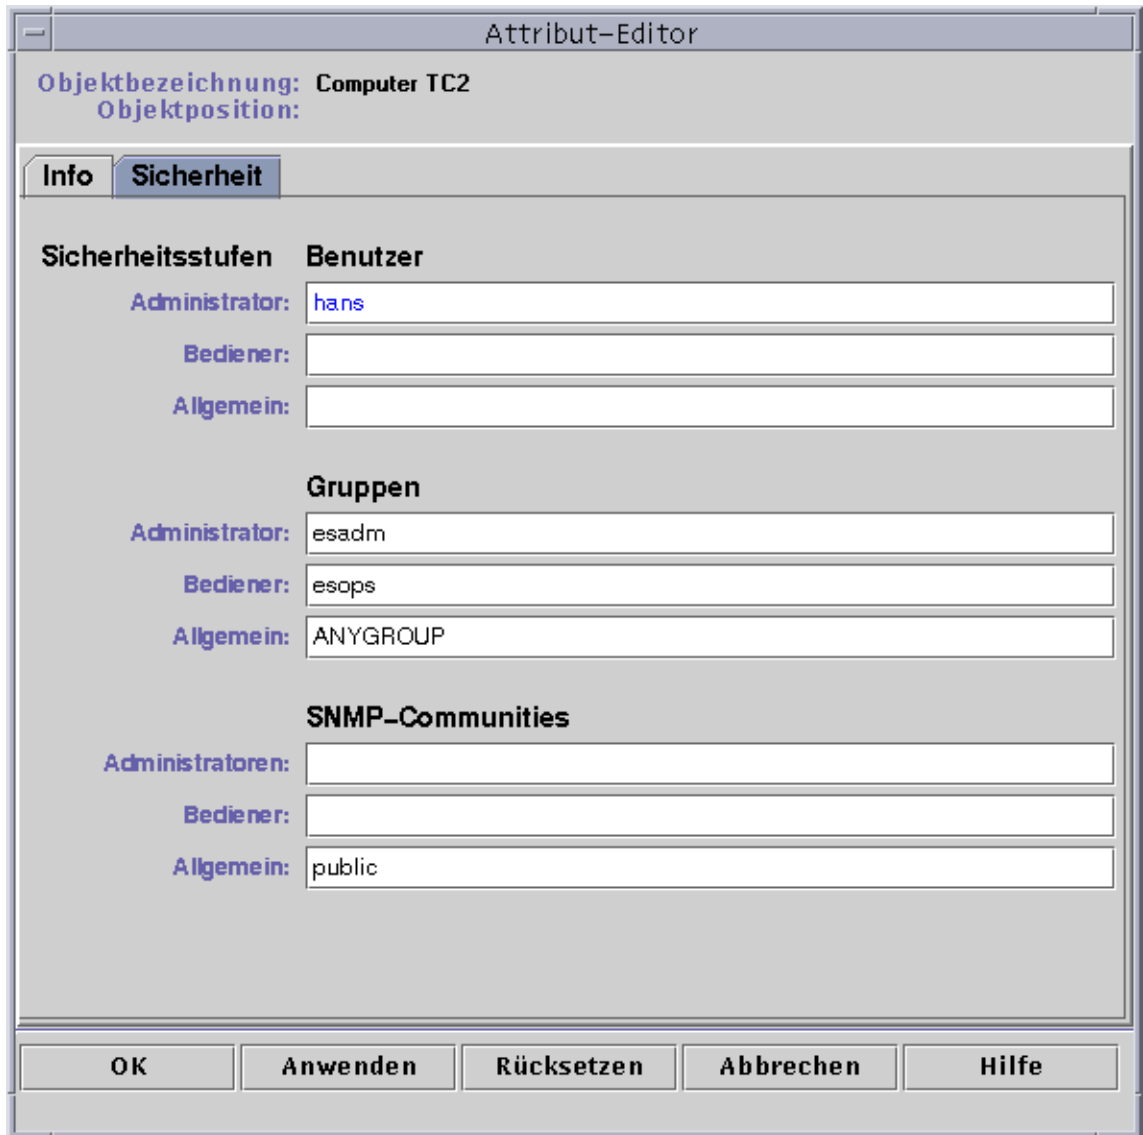 Attribut-Editor
Objektbezeichnung: Computer TC2
Objektposition:
Info Sicherheit
Sicherheitsstufen Benutzer
Administrator: hans
Bediener:
Allgemein:
Gruppen
Administrator: esadm
Bediener: esops
Allgemein: ANYGROUP
SNMP-Communities
Administratoren:
Bediener:
Allgemein: public
OK Anwenden Rücksetzen Abbrechen Hilfe